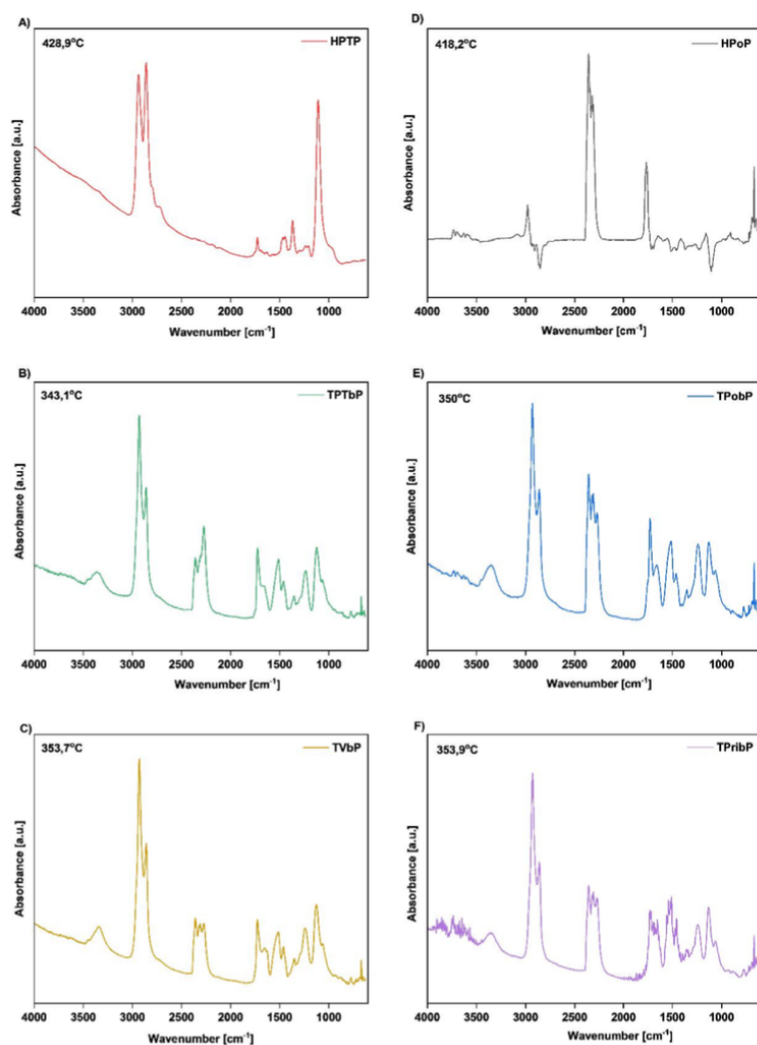 A)
428,9°C
HPTP
Absorbance [a.u.]
4000 3000 2500 2000 1500 1000
Wavenumber [cm-1]
D)
418,2°C
HPoP
Absorbance [a.u.]
4000 3500 3000 2500 2000 1500 1000
Wavenumber [cm-1]
B)
343,1°C
TPTbP
Absorbance [a.u.]
4000 3500 3000 2500 2000 1500 1000
Wavenumber [cm-1]
E)
350°C
TPobP
Absorbance [a.u.]
4000 3500 3000 2500 2000 1500 1000
Wavenumber [cm-1]
C)
353,7°C
TVbP
Absorbance [a.u.]
4000 3500 3000 2500 2000 1500 1000
Wavenumber [cm-1]
F)
353,9°C
TPribP
Absorbance [a.u.]
4000 3500 3000 2500 2000 1500 1000
Wavenumber [cm-1]